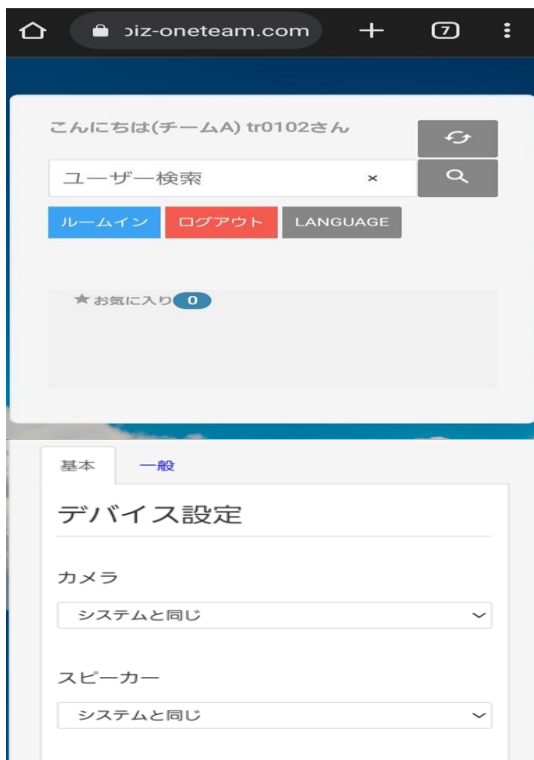 biz-oneteam.com
7
こんにちは(チームA) tr0102さん
ユーザー検索 ×
ルームイン ログアウト LANGUAGE
★お気に入り 0
基本 一般
デバイス設定
カメラ
システムと同じ
スピーカー
システムと同じ